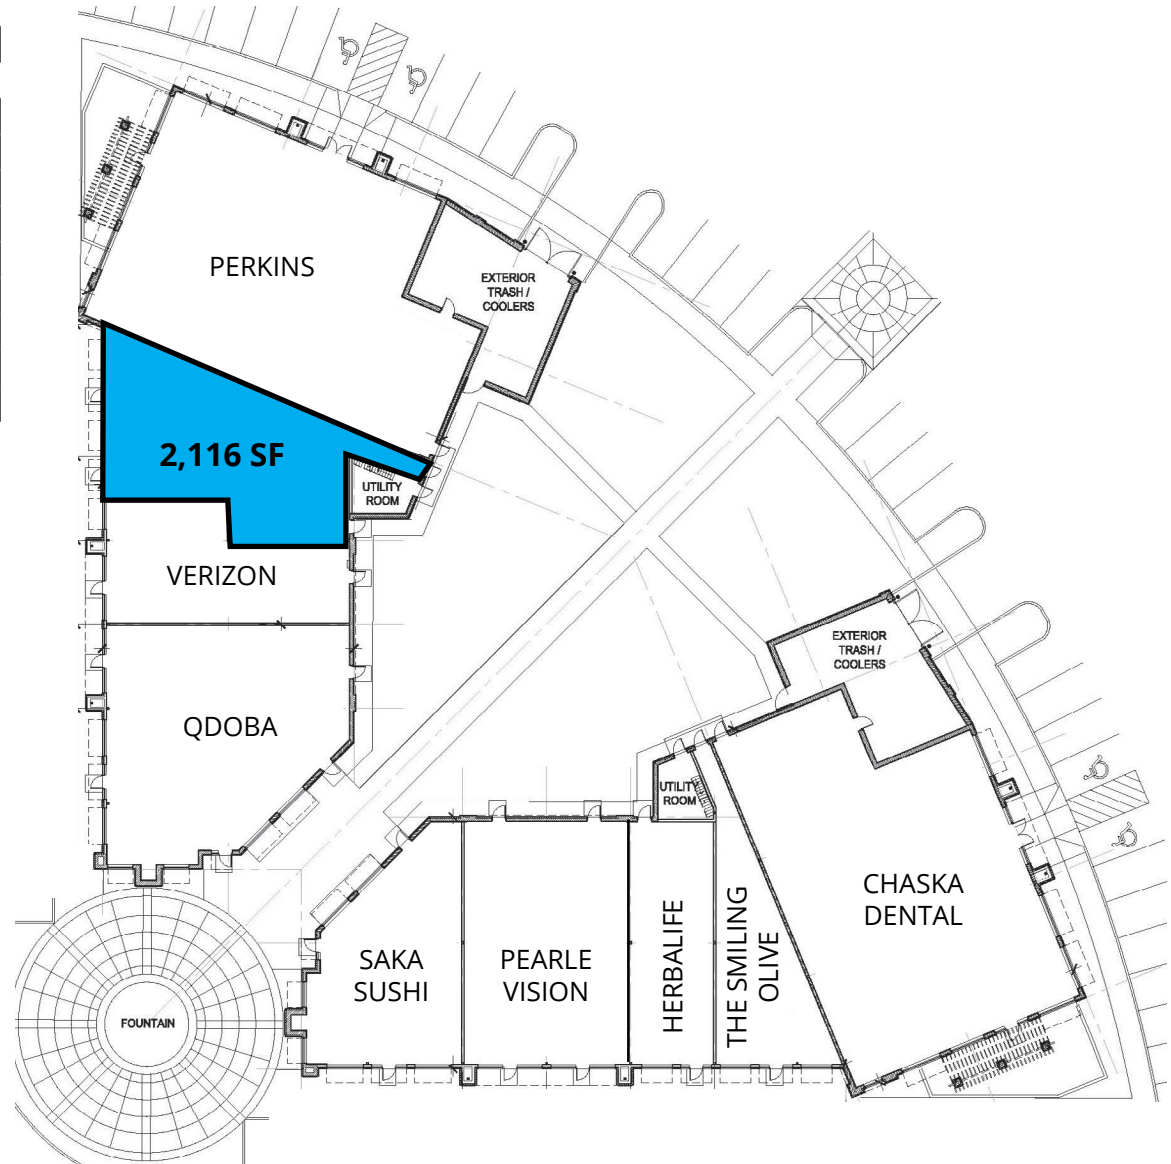 PERKINS
EXTERIOR
TRASH /
COOLERS
2,116 SF
UTILITY
ROOM
VERIZON
QDOBA
EXTERIOR
TRASH /
COOLERS
UTILITY
ROOM
CHASKA
DENTAL
SAKA
SUSHI
PEARLE
VISION
HERBALIFE
THE SMILING
OLIVE
FOUNTAIN